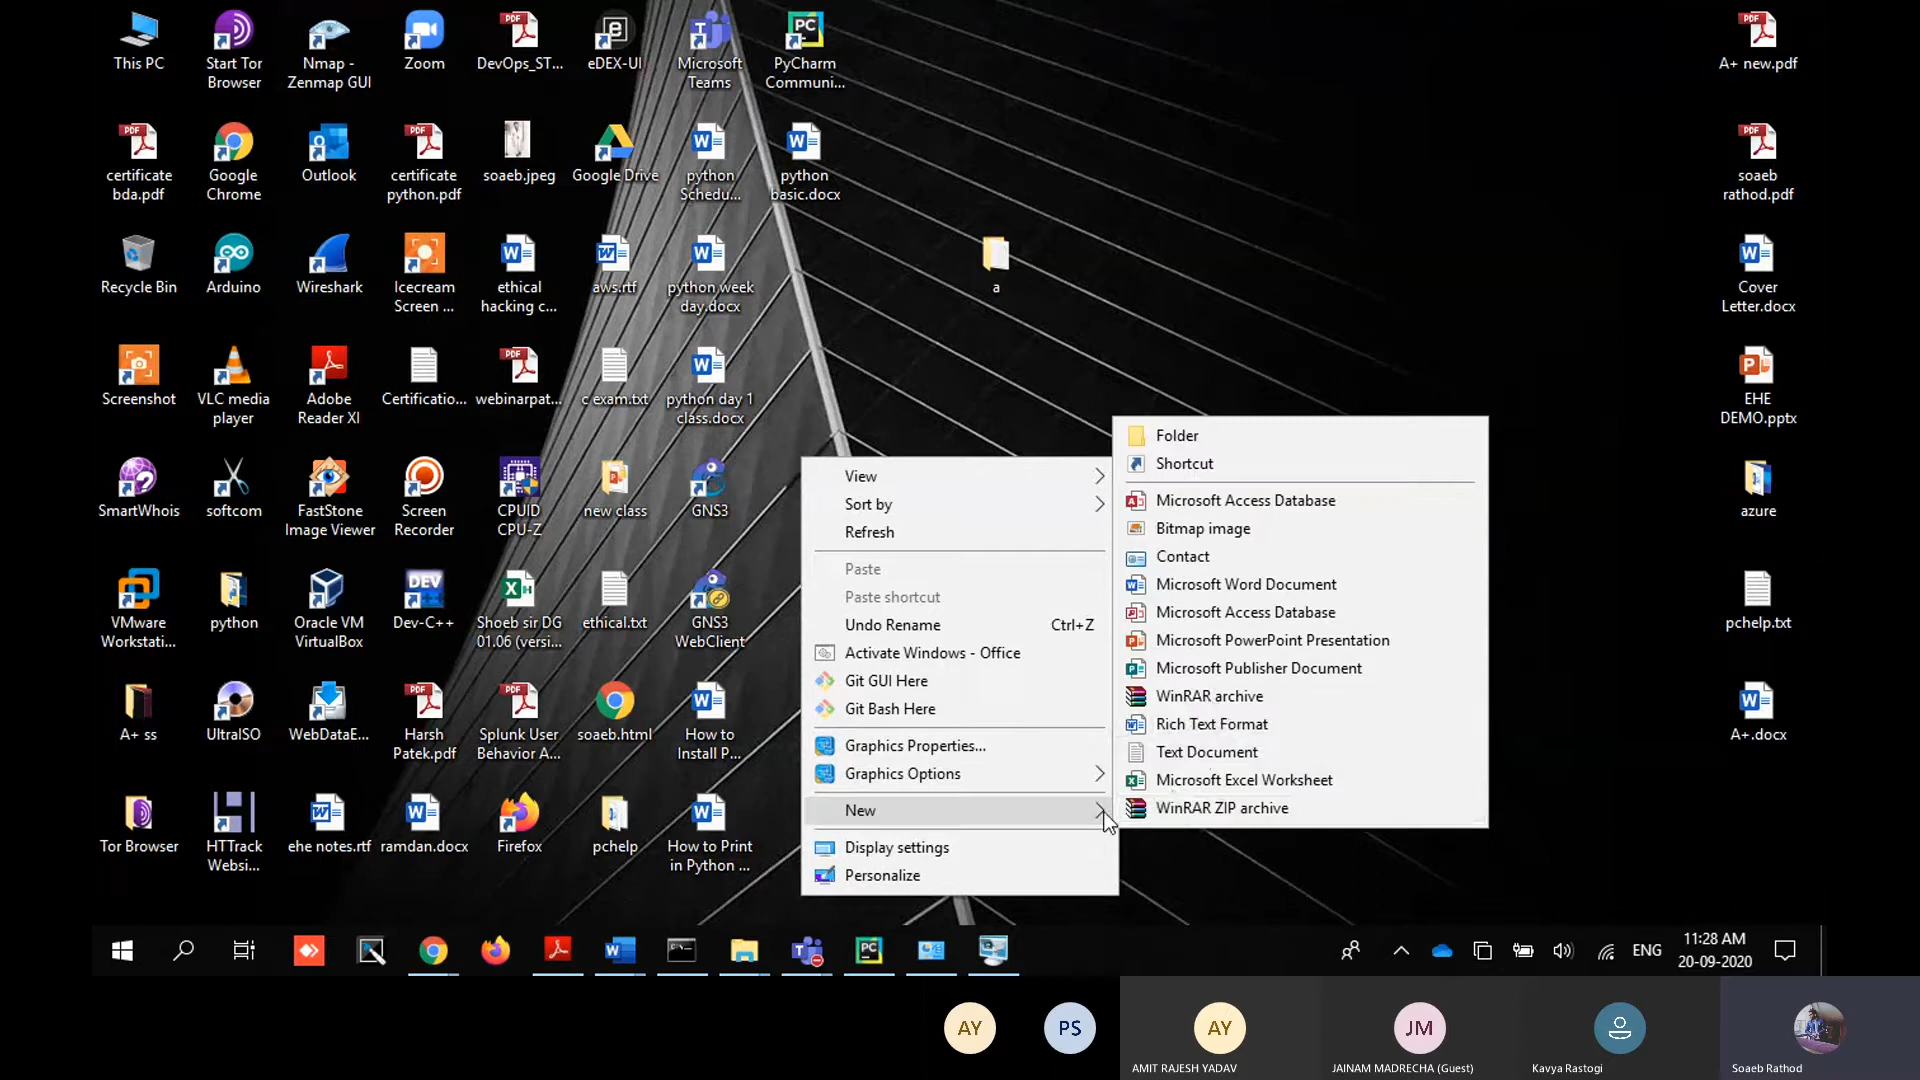 This PC
Start Tor
Browser
Nmap -
Zenmap GUI
Zoom
DevOps_ST...
eDEX-UI
Microsoft
Teams
PyCharm
Communi...
A+ new.pdf
certificate
bda.pdf
Google
Chrome
Outlook
certificate
python.pdf
soaeb.jpeg
Google Drive
python
Schedu...
python
basic.docx
soaeb
rathod.pdf
Recycle Bin
Arduino
Wireshark
Icecream
Screen ...
ethical
hacking c...
aws.rtf
python week
day.docx
a
Cover
Letter.docx
Screenshot
VLC media
player
Adobe
Reader XI
Certificatio...
webinarpat...
c exam.txt
python day 1
class.docx
EHE
DEMO.pptx
SmartWhois
softcom
FastStone
Image Viewer
Screen
Recorder
CPUID
CPU-Z
new class
GNS3
azure
VMware
Workstati...
python
Oracle VM
VirtualBox
Dev-C++
Shoeb sir DG
01.06 (versi...
ethical.txt
GNS3
WebClient
pchelp.txt
A+ ss
UltraISO
WebDataE...
Harsh
Patek.pdf
Splunk User
Behavior A...
soaeb.html
How to
Install P...
A+.docx
Tor Browser
HTTrack
Websi...
ehe notes.rtf
ramdan.docx
Firefox
pchelp
How to Print
in Python ...
View
Sort by
Refresh
Paste
Paste shortcut
Undo Rename Ctrl+Z
Activate Windows - Office
Git GUI Here
Git Bash Here
Graphics Properties...
Graphics Options
New
Display settings
Personalize
Folder
Shortcut
Microsoft Access Database
Bitmap image
Contact
Microsoft Word Document
Microsoft Access Database
Microsoft PowerPoint Presentation
Microsoft Publisher Document
WinRAR archive
Rich Text Format
Text Document
Microsoft Excel Worksheet
WinRAR ZIP archive
ENG
11:28 AM
20-09-2020
AY
PS
AY
JM
AMIT RAJESH YADAV
JAINAM MADRECHA (Guest)
Kavya Rastogi
Soaeb Rathod